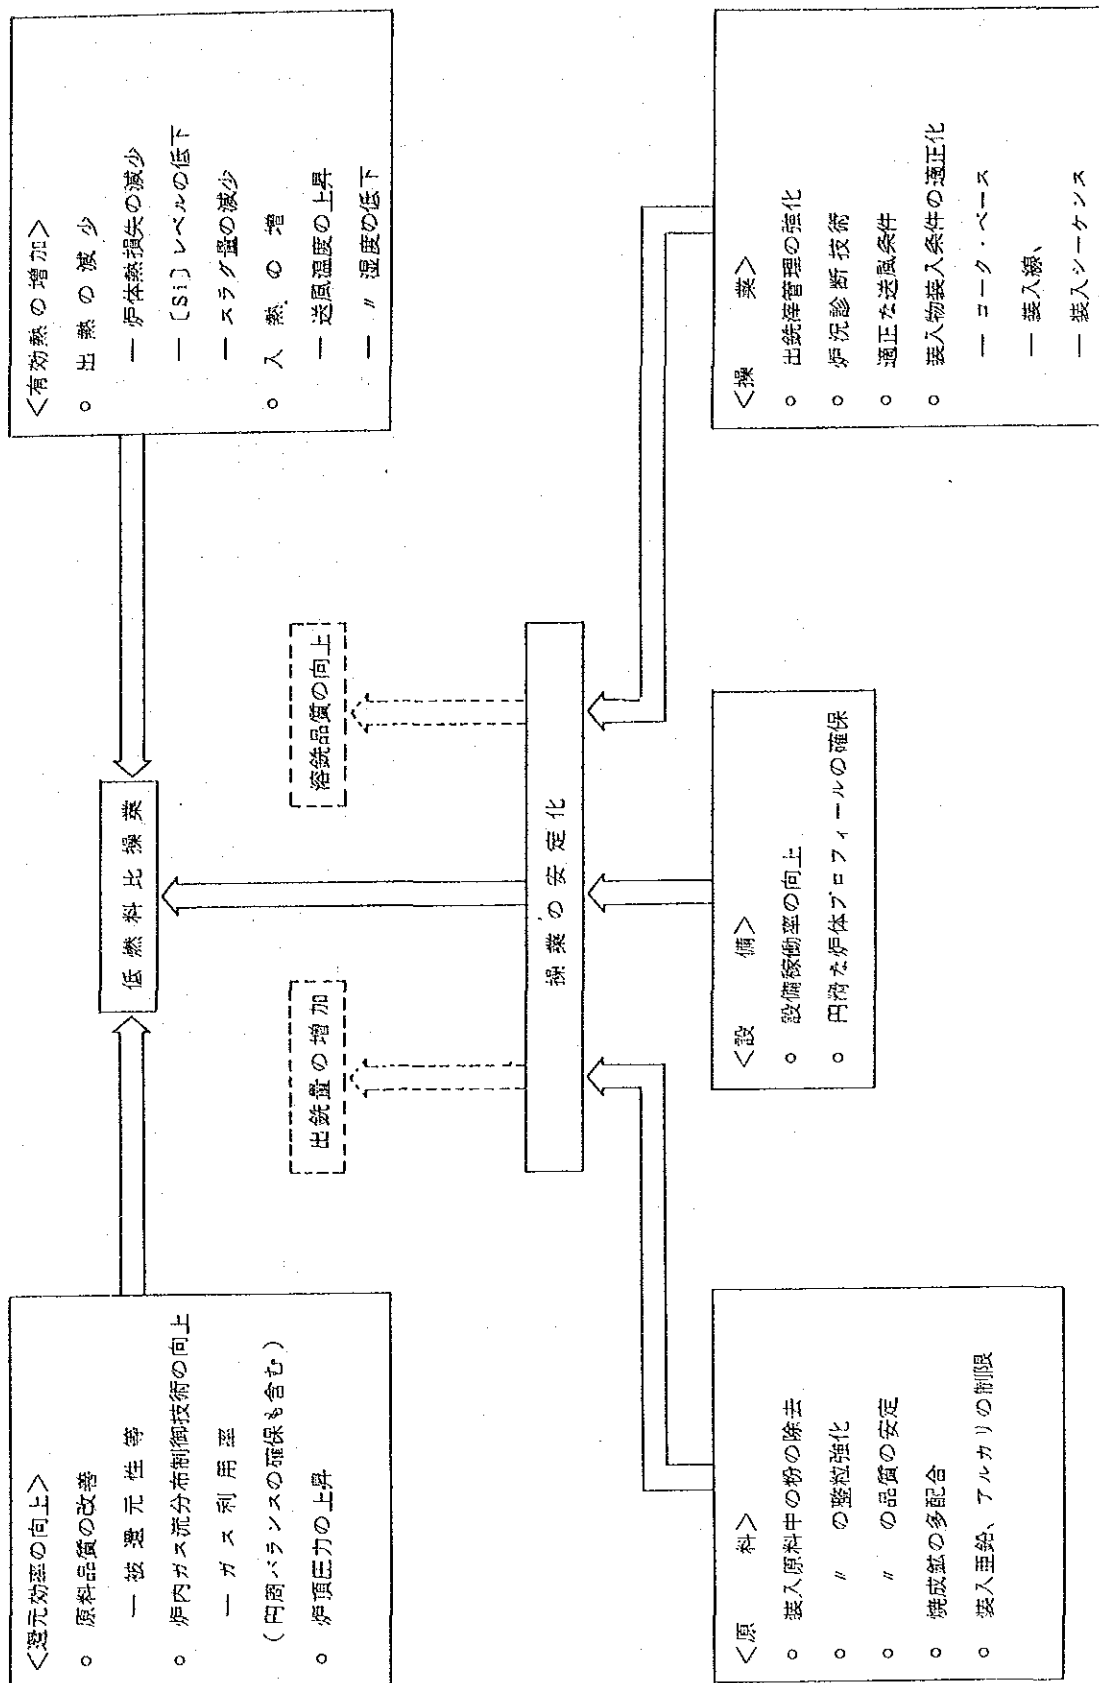 <還元効率の向上>
○ 原料品質の改善
— 被還元性等
○ 炉内ガス流分布制御技術の向上
— ガス利用率
(円周バランスの確保も含む)
○ 炉頂圧力の上昇
低燃料比操業
<有効熱の増加>
○ 出熱の減少
— 炉体熱損失の減少
— [Si]レベルの低下
— スラグ量の減少
○ 入熱の増
— 送風温度の上昇
— 〃 湿度の低下
出銑量の増加
溶銑品質の向上
操業の安定化
<原料>
○ 装入原料中の粉の除去
○ 〃 の整粒強化
○ 〃 の品質の安定
○ 焼成鉱の多配合
○ 装入亜鉛、アルカリの制限
<設備>
○ 設備稼働率の向上
○ 円滑な炉体プロフィールの確保
<操業>
○ 出銑滓管理の強化
○ 炉況診断技術
○ 適正な送風条件
○ 装入物装入条件の適正化
— コーク・ベース
— 装入線、
— 装入シーケンス